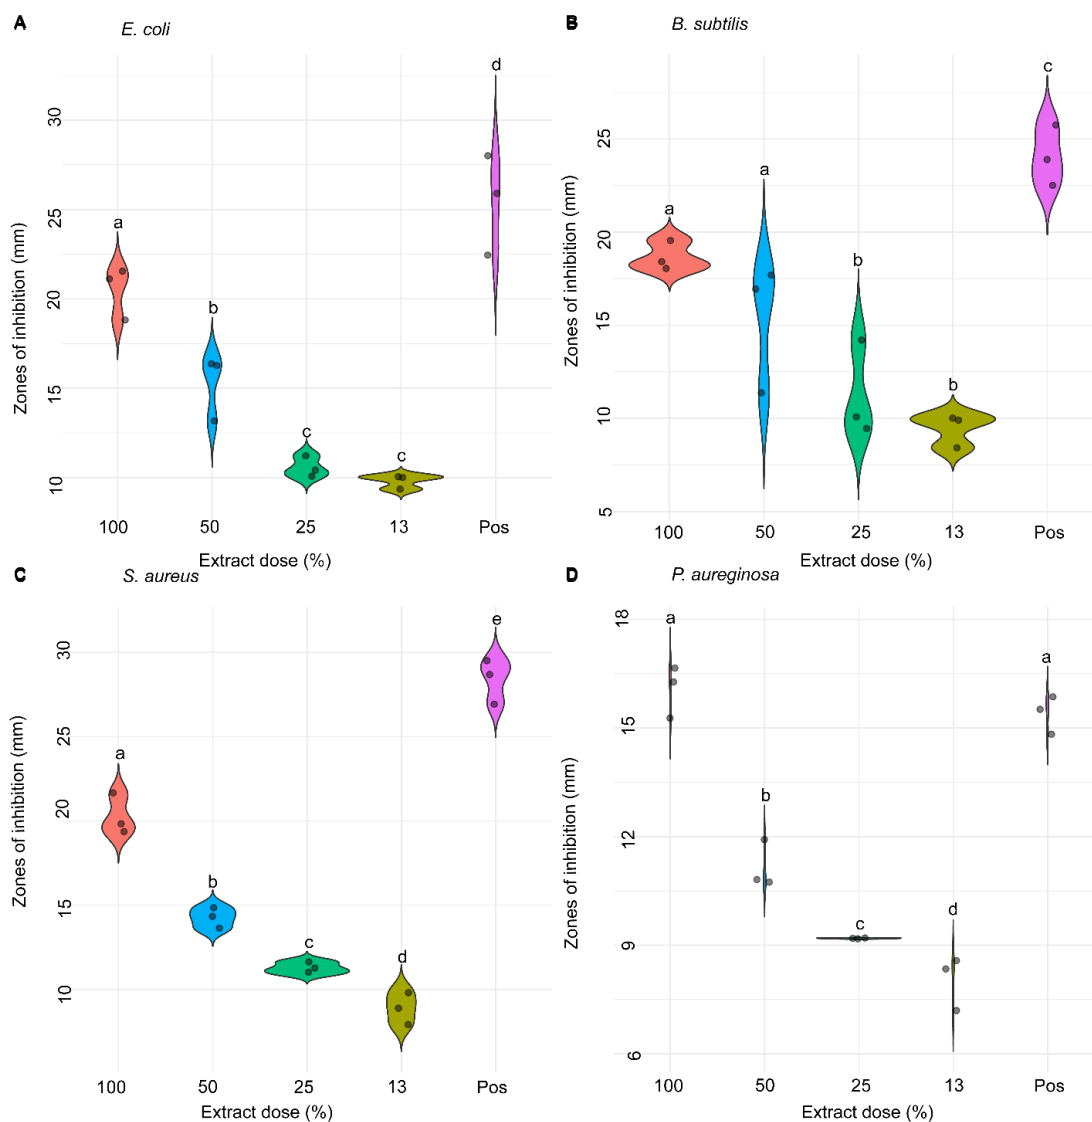 A
E. coli
Zones of inhibition (mm)
30
25
20
15
10
a
b
c
c
d
100
50
25
13
Pos
Extract dose (%)
B
B. subtilis
Zones of inhibition (mm)
25
20
15
10
5
a
a
b
b
c
100
50
25
13
Pos
Extract dose (%)
C
S. aureus
Zones of inhibition (mm)
30
25
20
15
10
a
b
c
d
e
100
50
25
13
Pos
Extract dose (%)
D
P. aureginosa
Zones of inhibition (mm)
18
15
12
9
6
a
b
c
d
a
100
50
25
13
Pos
Extract dose (%)